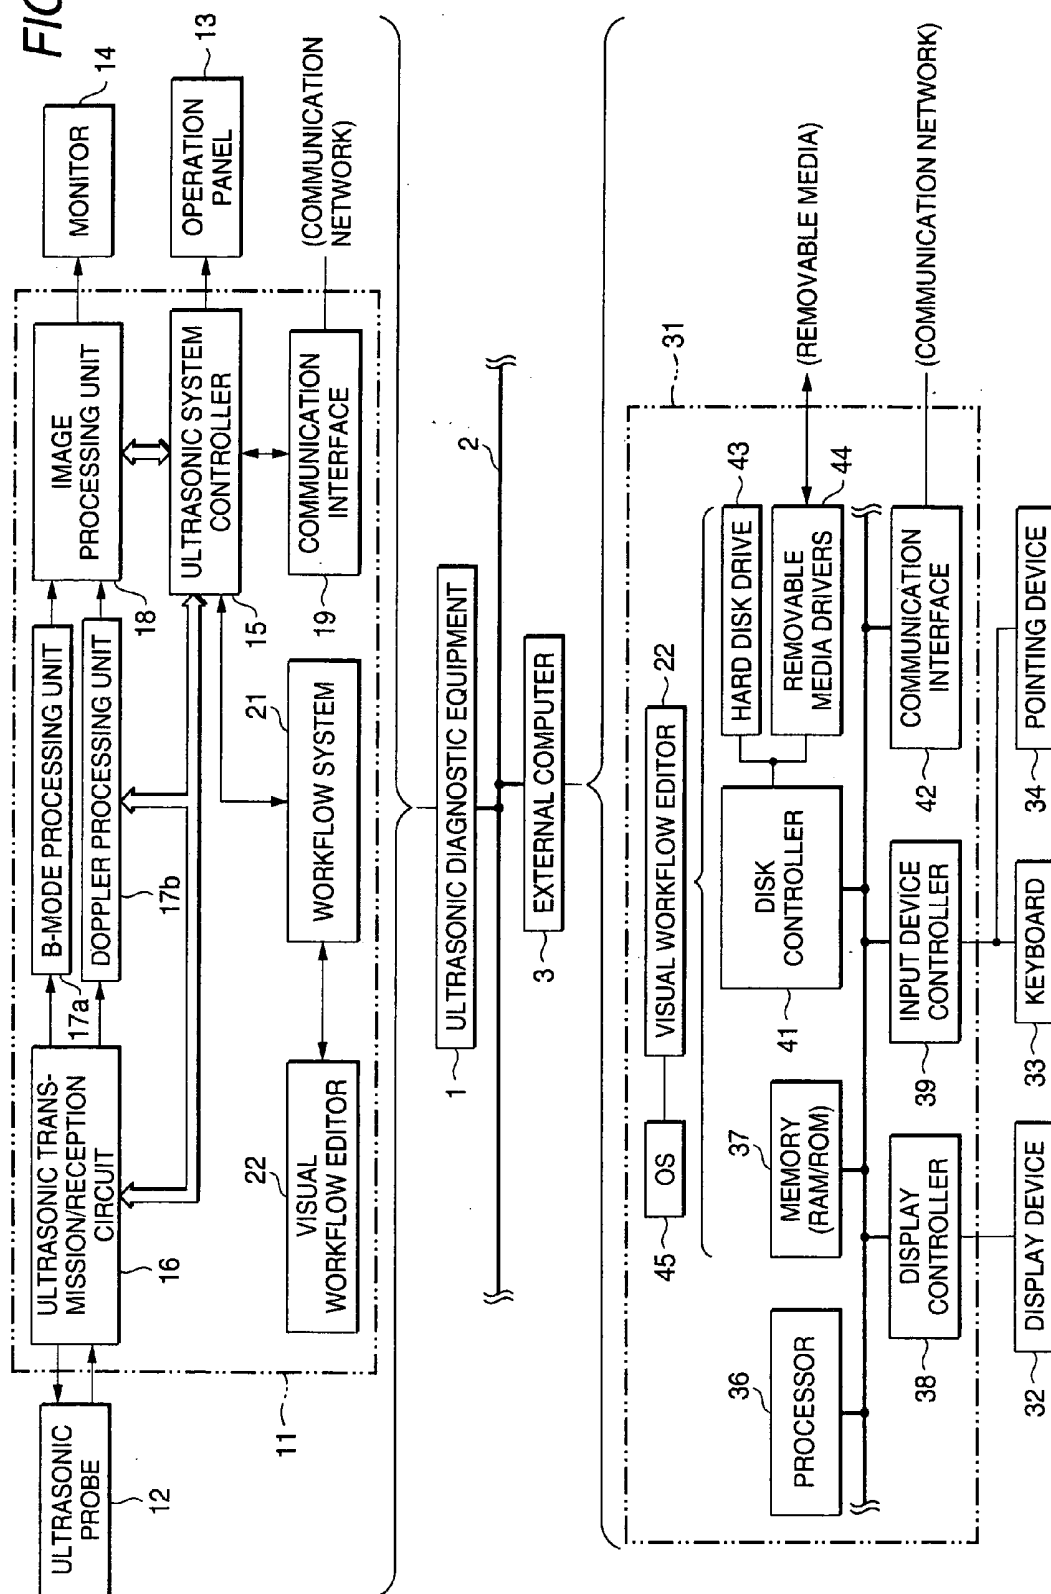 FIG
ULTRASONIC
PROBE
12
11
ULTRASONIC TRANS-
MISSION/RECEPTION
CIRCUIT
16
B-MODE PROCESSING UNIT
17a
DOPPLER PROCESSING UNIT
17b
IMAGE
PROCESSING UNIT
18
MONITOR
14
ULTRASONIC SYSTEM
CONTROLLER
15
OPERATION
PANEL
13
VISUAL
WORKFLOW EDITOR
22
WORKFLOW SYSTEM
21
COMMUNICATION
INTERFACE
19
(COMMUNICATION
NETWORK)
1
ULTRASONIC DIAGNOSTIC EQUIPMENT
2
3
EXTERNAL COMPUTER
31
45
OS
VISUAL WORKFLOW EDITOR
22
PROCESSOR
36
MEMORY
(RAM/ROM)
37
DISK
CONTROLLER
41
HARD DISK DRIVE
43
REMOVABLE
MEDIA DRIVERS
44
(REMOVABLE MEDIA)
DISPLAY
CONTROLLER
38
INPUT DEVICE
CONTROLLER
39
COMMUNICATION
INTERFACE
42
(COMMUNICATION NETWORK)
DISPLAY DEVICE
32
KEYBOARD
33
POINTING DEVICE
34